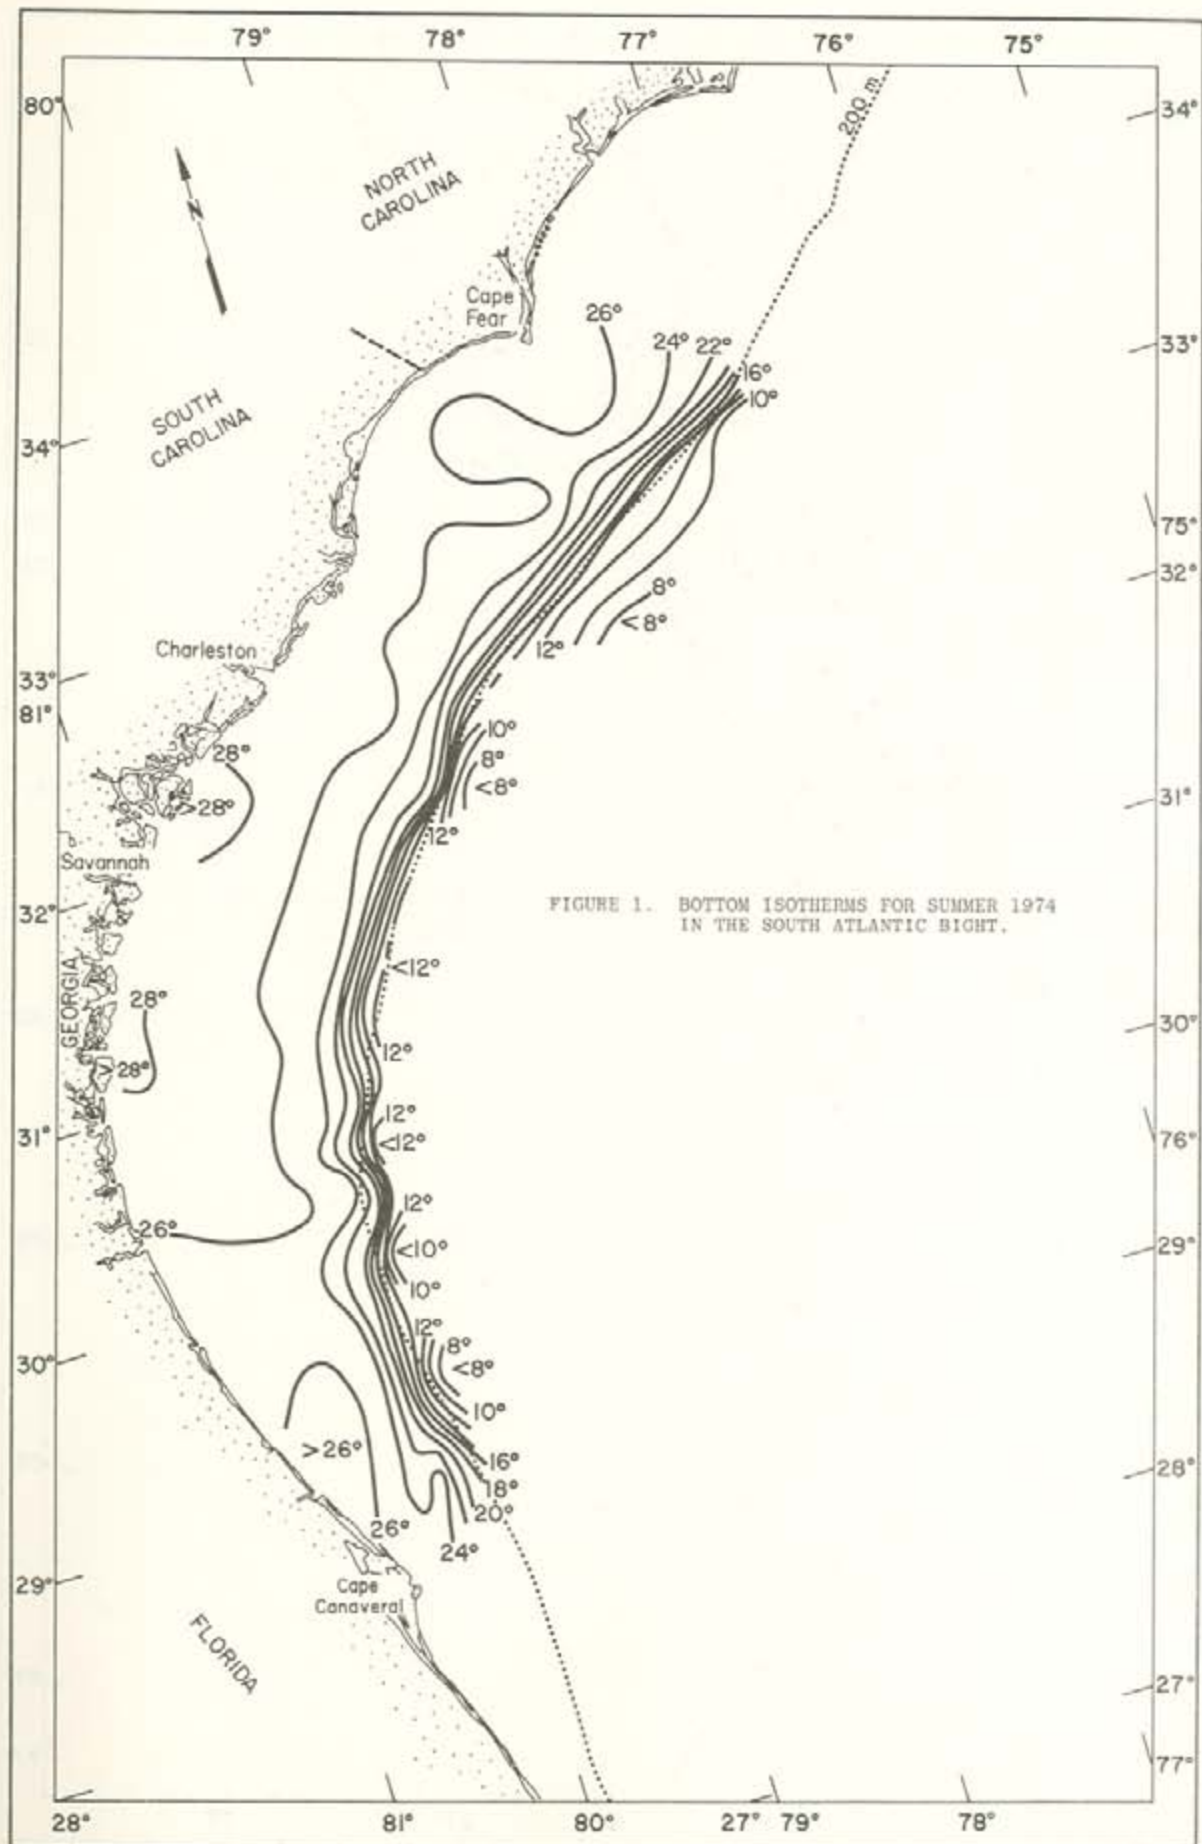 79° 78° 77° 76° 75°
80°
34°
200 m
N
NORTH
CAROLINA
Cape
Fear
26°
24° 22°
33°
16°
10°
SOUTH
CAROLINA
34°
75°
32°
8°
<8°
12°
Charleston
33°
81°
10°
28°
8°
<8°
>28°
31°
12°
Savannah
FIGURE 1. BOTTOM ISOTHERMS FOR SUMMER 1974
IN THE SOUTH ATLANTIC BIGHT.
32°
<12°
GEORGIA
28°
30°
12°
>28°
12°
31°
<12°
76°
12°
26°
<10°
29°
10°
12°
8°
30°
<8°
10°
>26°
16°
28°
18°
20°
26°
24°
29°
Cape
Canaveral
FLORIDA
27°
77°
28° 81° 80° 27° 79° 78°